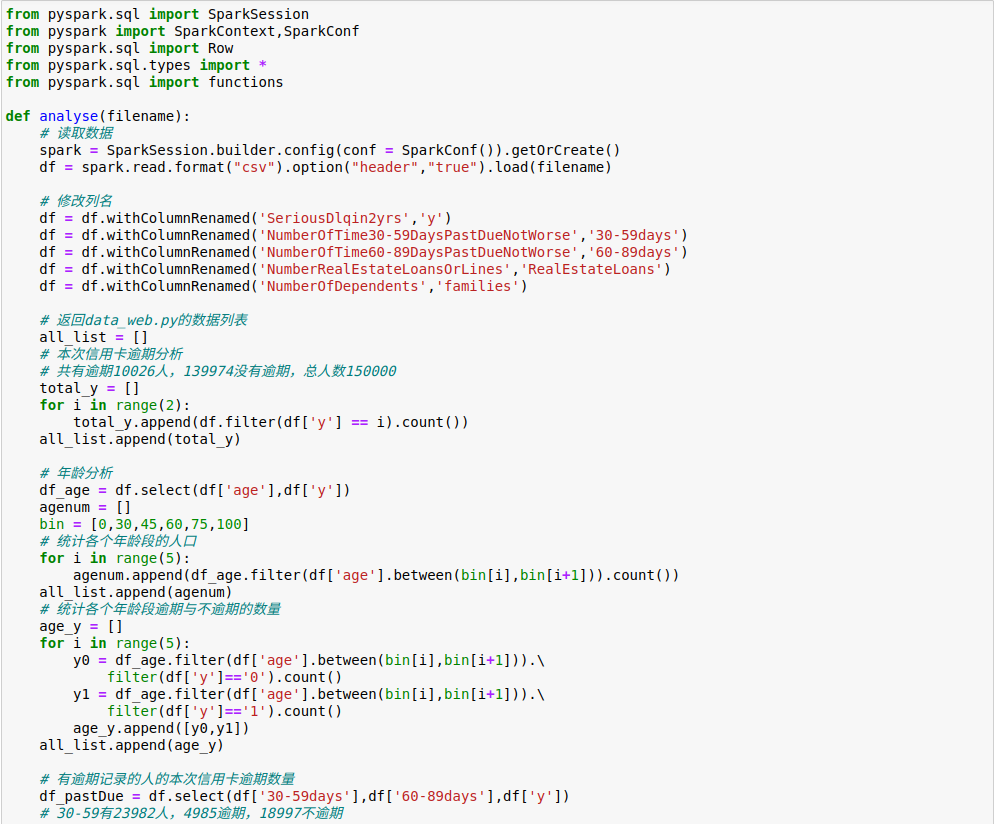 from pyspark.sql import SparkSession
from pyspark import SparkContext,SparkConf
from pyspark.sql import Row
from pyspark.sql.types import *
from pyspark.sql import functions

def analyse(filename):
    # 读取数据
    spark = SparkSession.builder.config(conf = SparkConf()).getOrCreate()
    df = spark.read.format("csv").option("header","true").load(filename)

    # 修改列名
    df = df.withColumnRenamed('SeriousDlqin2yrs','y')
    df = df.withColumnRenamed('NumberOfTime30-59DaysPastDueNotWorse','30-59days')
    df = df.withColumnRenamed('NumberOfTime60-89DaysPastDueNotWorse','60-89days')
    df = df.withColumnRenamed('NumberRealEstateLoansOrLines','RealEstateLoans')
    df = df.withColumnRenamed('NumberOfDependents','families')

    # 返回data_web.py的数据列表
    all_list = []
    # 本次信用卡逾期分析
    # 共有逾期10026人，139974没有逾期，总人数150000
    total_y = []
    for i in range(2):
        total_y.append(df.filter(df['y'] == i).count())
    all_list.append(total_y)

    # 年龄分析
    df_age = df.select(df['age'],df['y'])
    agenum = []
    bin = [0,30,45,60,75,100]
    # 统计各个年龄段的人口
    for i in range(5):
        agenum.append(df_age.filter(df['age'].between(bin[i],bin[i+1])).count())
    all_list.append(agenum)
    # 统计各个年龄段逾期与不逾期的数量
    age_y = []
    for i in range(5):
        y0 = df_age.filter(df['age'].between(bin[i],bin[i+1])).\
            filter(df['y']=='0').count()
        y1 = df_age.filter(df['age'].between(bin[i],bin[i+1])).\
            filter(df['y']=='1').count()
        age_y.append([y0,y1])
    all_list.append(age_y)

    # 有逾期记录的人的本次信用卡逾期数量
    df_pastDue = df.select(df['30-59days'],df['60-89days'],df['y'])
    # 30-59有23982人，4985逾期，18997不逾期